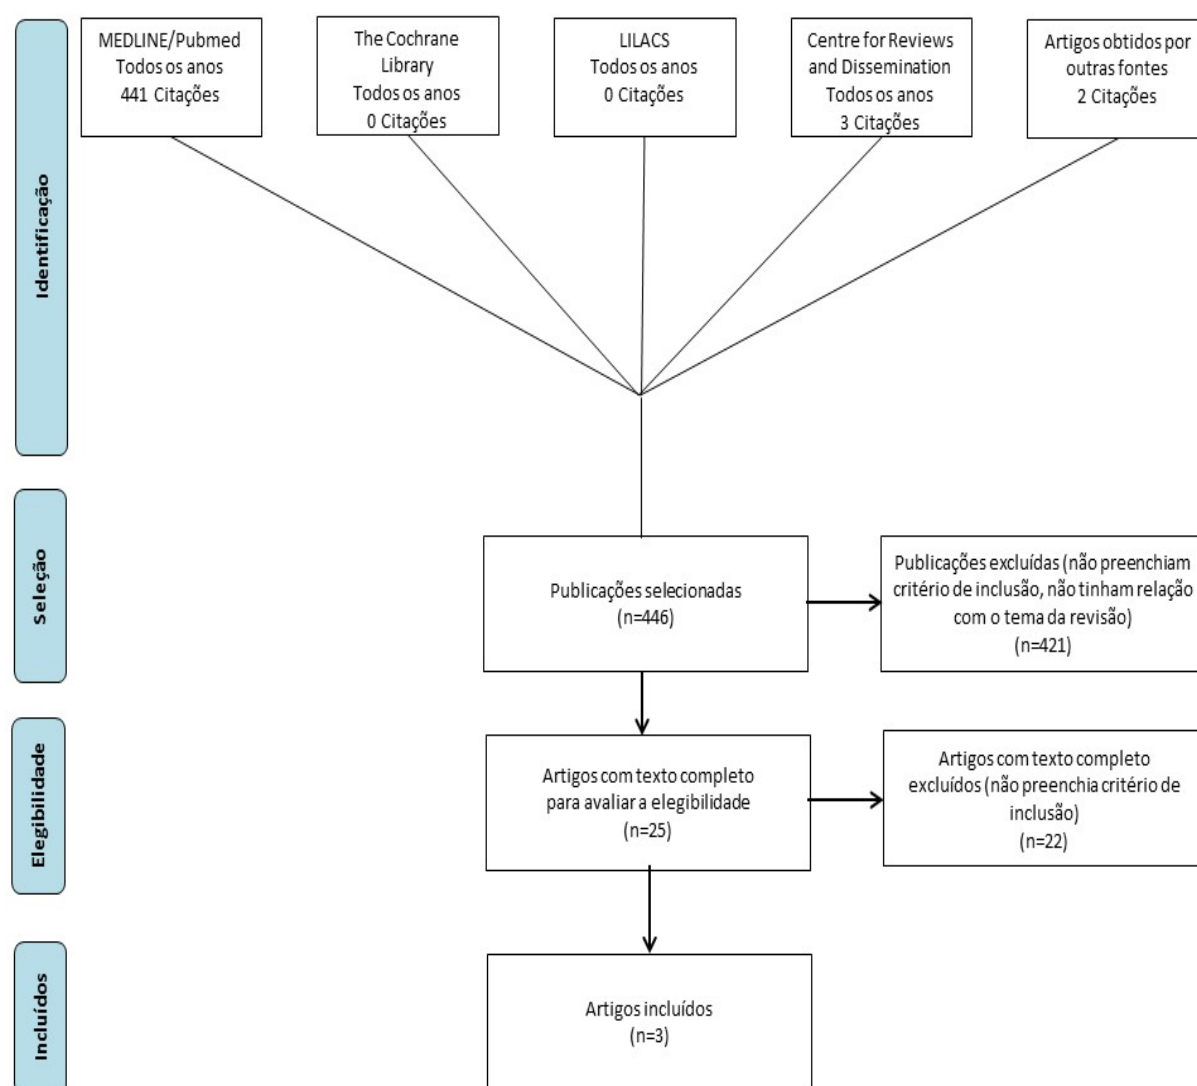 Identificação
MEDLINE/Pubmed
Todos os anos
441 Citações
The Cochrane
Library
Todos os anos
0 Citações
LILACS
Todos os anos
0 Citações
Centre for Reviews
and Dissemination
Todos os anos
3 Citações
Artigos obtidos por
outras fontes
2 Citações
Seleção
Publicações selecionadas
(n=446)
Publicações excluídas (não preenchiam
critério de inclusão, não tinham relação
com o tema da revisão)
(n=421)
Elegibilidade
Artigos com texto completo
para avaliar a elegibilidade
(n=25)
Artigos com texto completo
excluídos (não preenchia critério de
inclusão)
(n=22)
Incluídos
Artigos incluídos
(n=3)